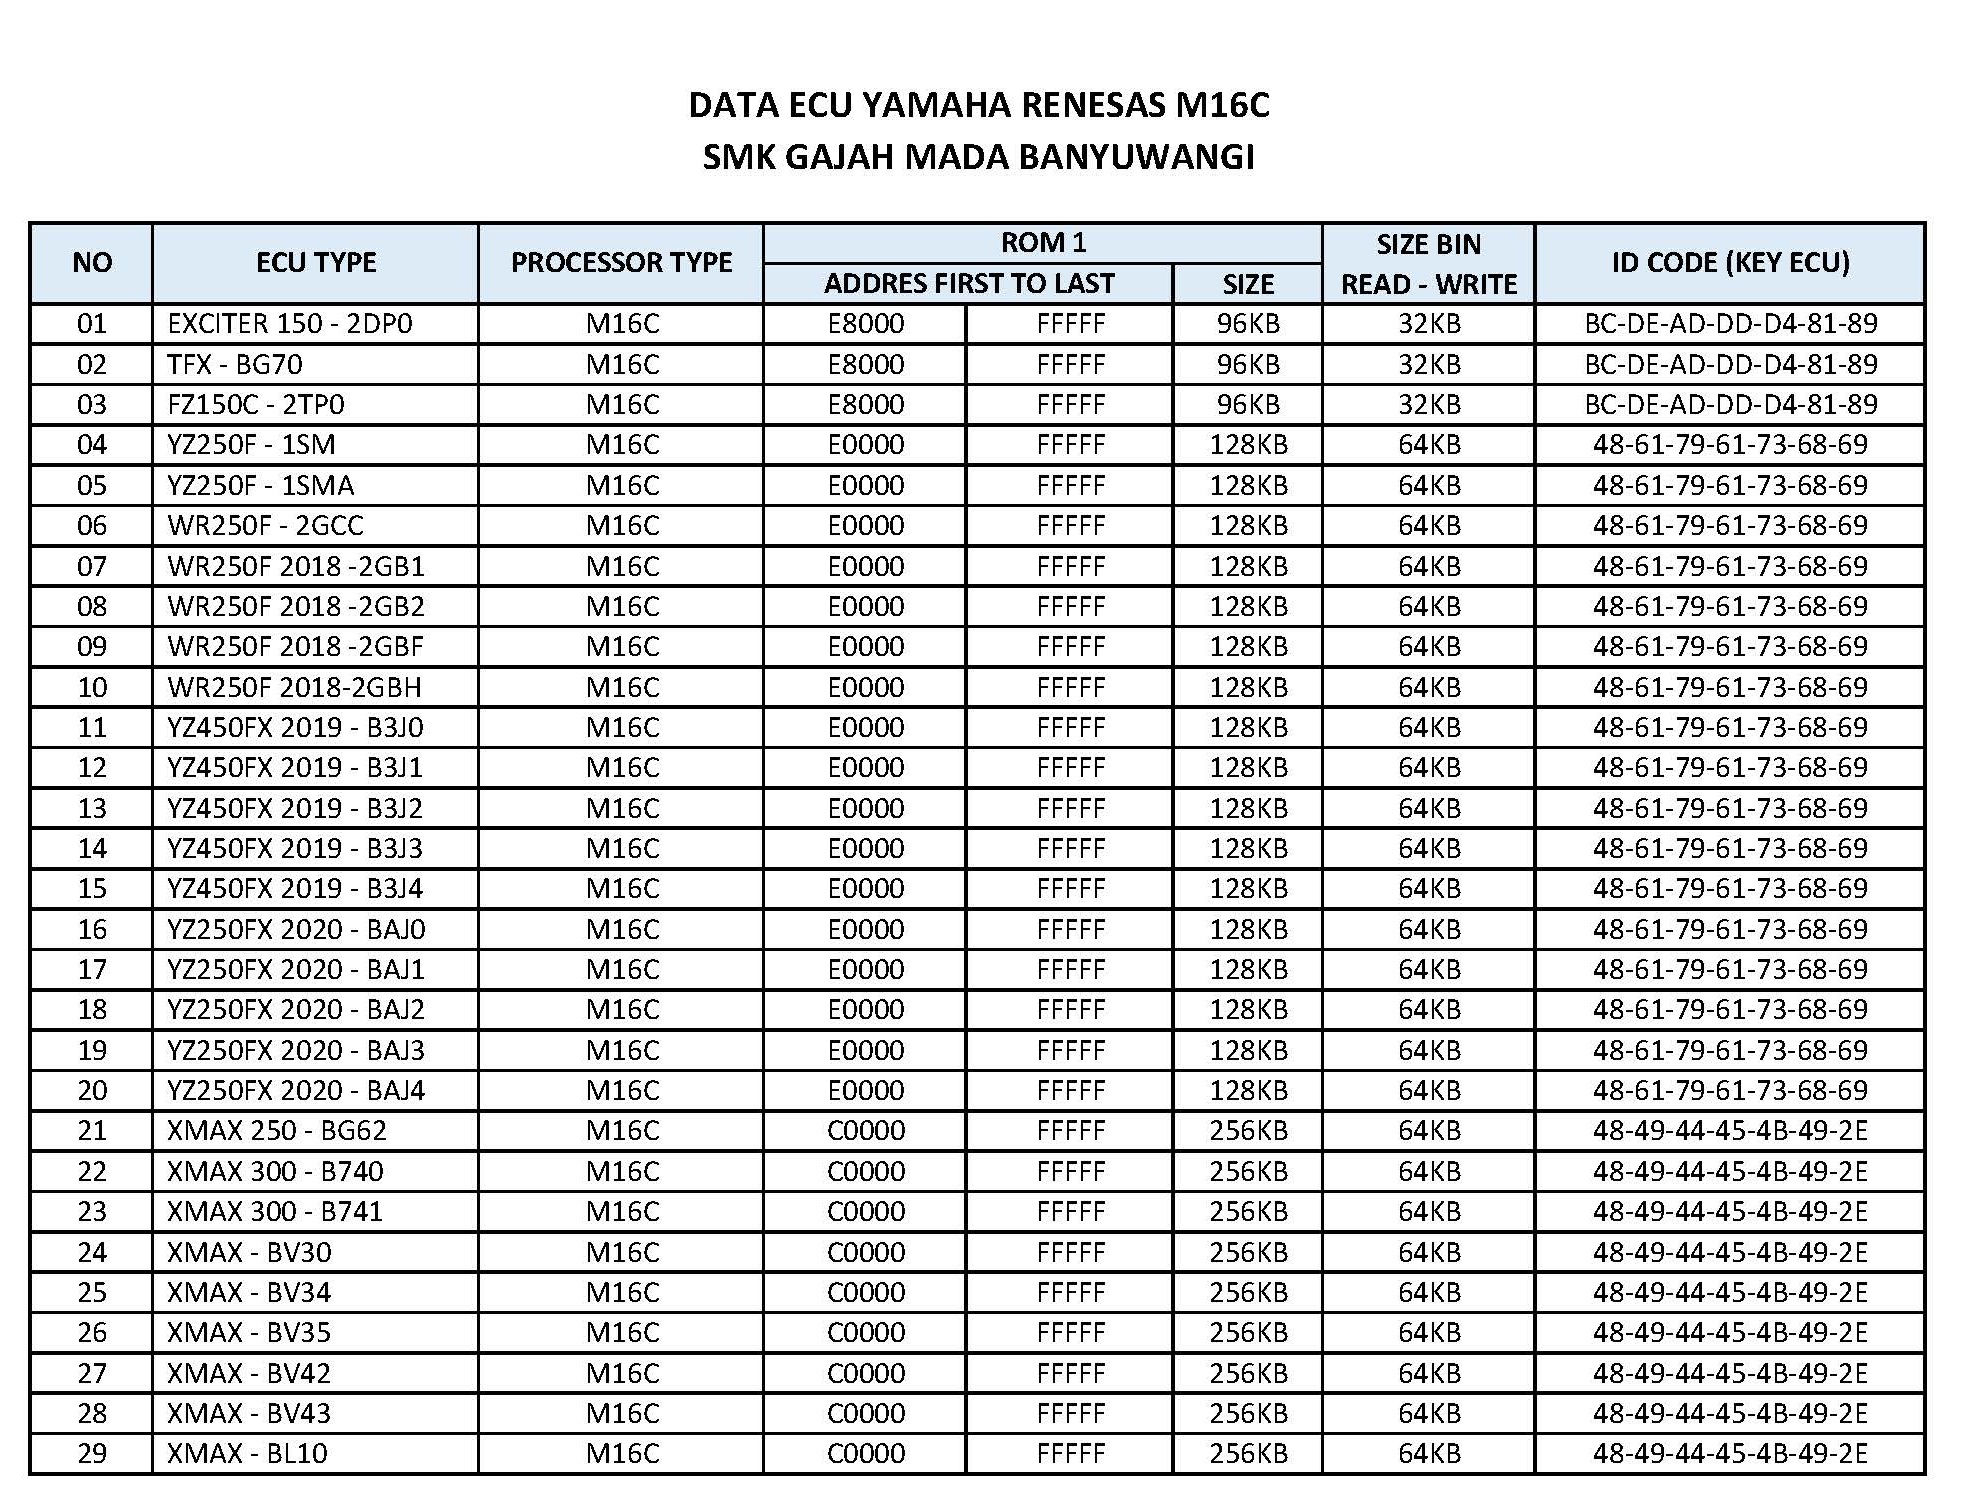 DATA ECU YAMAHA RENESAS M16C
SMK GAJAH MADA BANYUWANGI
NO ECU TYPE PROCESSOR TYPE ROM 1 SIZE BIN READ - WRITE ID CODE (KEY ECU)
ADDRES FIRST TO LAST SIZE
01 EXCITER 150 - 2DP0 M16C E8000 FFFFF 96KB 32KB BC-DE-AD-DD-D4-81-89
02 TFX - BG70 M16C E8000 FFFFF 96KB 32KB BC-DE-AD-DD-D4-81-89
03 FZ150C - 2TP0 M16C E8000 FFFFF 96KB 32KB BC-DE-AD-DD-D4-81-89
04 YZ250F - 1SM M16C E0000 FFFFF 128KB 64KB 48-61-79-61-73-68-69
05 YZ250F - 1SMA M16C E0000 FFFFF 128KB 64KB 48-61-79-61-73-68-69
06 WR250F - 2GCC M16C E0000 FFFFF 128KB 64KB 48-61-79-61-73-68-69
07 WR250F 2018 -2GB1 M16C E0000 FFFFF 128KB 64KB 48-61-79-61-73-68-69
08 WR250F 2018 -2GB2 M16C E0000 FFFFF 128KB 64KB 48-61-79-61-73-68-69
09 WR250F 2018 -2GBF M16C E0000 FFFFF 128KB 64KB 48-61-79-61-73-68-69
10 WR250F 2018-2GBH M16C E0000 FFFFF 128KB 64KB 48-61-79-61-73-68-69
11 YZ450FX 2019 - B3J0 M16C E0000 FFFFF 128KB 64KB 48-61-79-61-73-68-69
12 YZ450FX 2019 - B3J1 M16C E0000 FFFFF 128KB 64KB 48-61-79-61-73-68-69
13 YZ450FX 2019 - B3J2 M16C E0000 FFFFF 128KB 64KB 48-61-79-61-73-68-69
14 YZ450FX 2019 - B3J3 M16C E0000 FFFFF 128KB 64KB 48-61-79-61-73-68-69
15 YZ450FX 2019 - B3J4 M16C E0000 FFFFF 128KB 64KB 48-61-79-61-73-68-69
16 YZ250FX 2020 - BAJ0 M16C E0000 FFFFF 128KB 64KB 48-61-79-61-73-68-69
17 YZ250FX 2020 - BAJ1 M16C E0000 FFFFF 128KB 64KB 48-61-79-61-73-68-69
18 YZ250FX 2020 - BAJ2 M16C E0000 FFFFF 128KB 64KB 48-61-79-61-73-68-69
19 YZ250FX 2020 - BAJ3 M16C E0000 FFFFF 128KB 64KB 48-61-79-61-73-68-69
20 YZ250FX 2020 - BAJ4 M16C E0000 FFFFF 128KB 64KB 48-61-79-61-73-68-69
21 XMAX 250 - BG62 M16C C0000 FFFFF 256KB 64KB 48-49-44-45-4B-49-2E
22 XMAX 300 - B740 M16C C0000 FFFFF 256KB 64KB 48-49-44-45-4B-49-2E
23 XMAX 300 - B741 M16C C0000 FFFFF 256KB 64KB 48-49-44-45-4B-49-2E
24 XMAX - BV30 M16C C0000 FFFFF 256KB 64KB 48-49-44-45-4B-49-2E
25 XMAX - BV34 M16C C0000 FFFFF 256KB 64KB 48-49-44-45-4B-49-2E
26 XMAX - BV35 M16C C0000 FFFFF 256KB 64KB 48-49-44-45-4B-49-2E
27 XMAX - BV42 M16C C0000 FFFFF 256KB 64KB 48-49-44-45-4B-49-2E
28 XMAX - BV43 M16C C0000 FFFFF 256KB 64KB 48-49-44-45-4B-49-2E
29 XMAX - BL10 M16C C0000 FFFFF 256KB 64KB 48-49-44-45-4B-49-2E